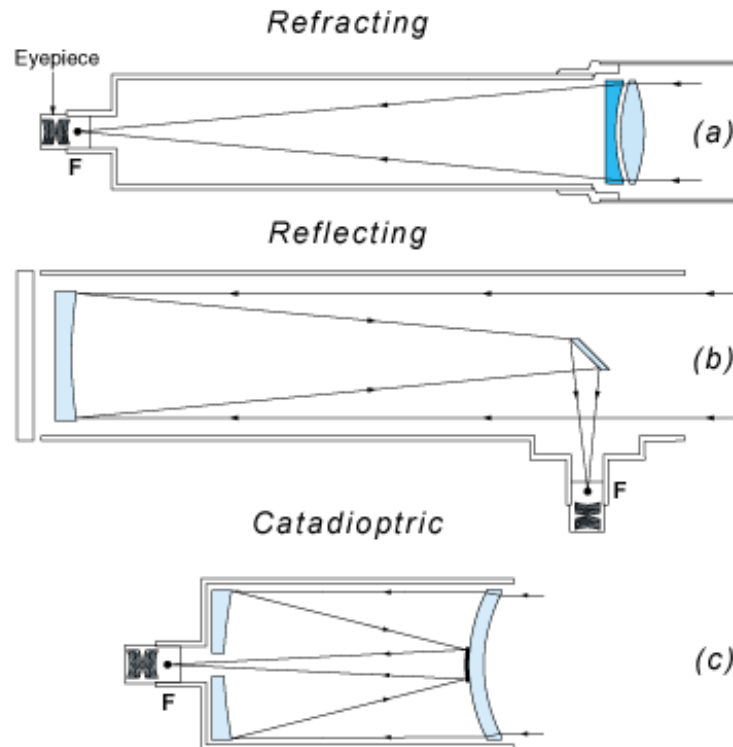 Refracting
Eyepiece
(a)
F
Reflecting
(b)
F
Catadioptric
(c)
F